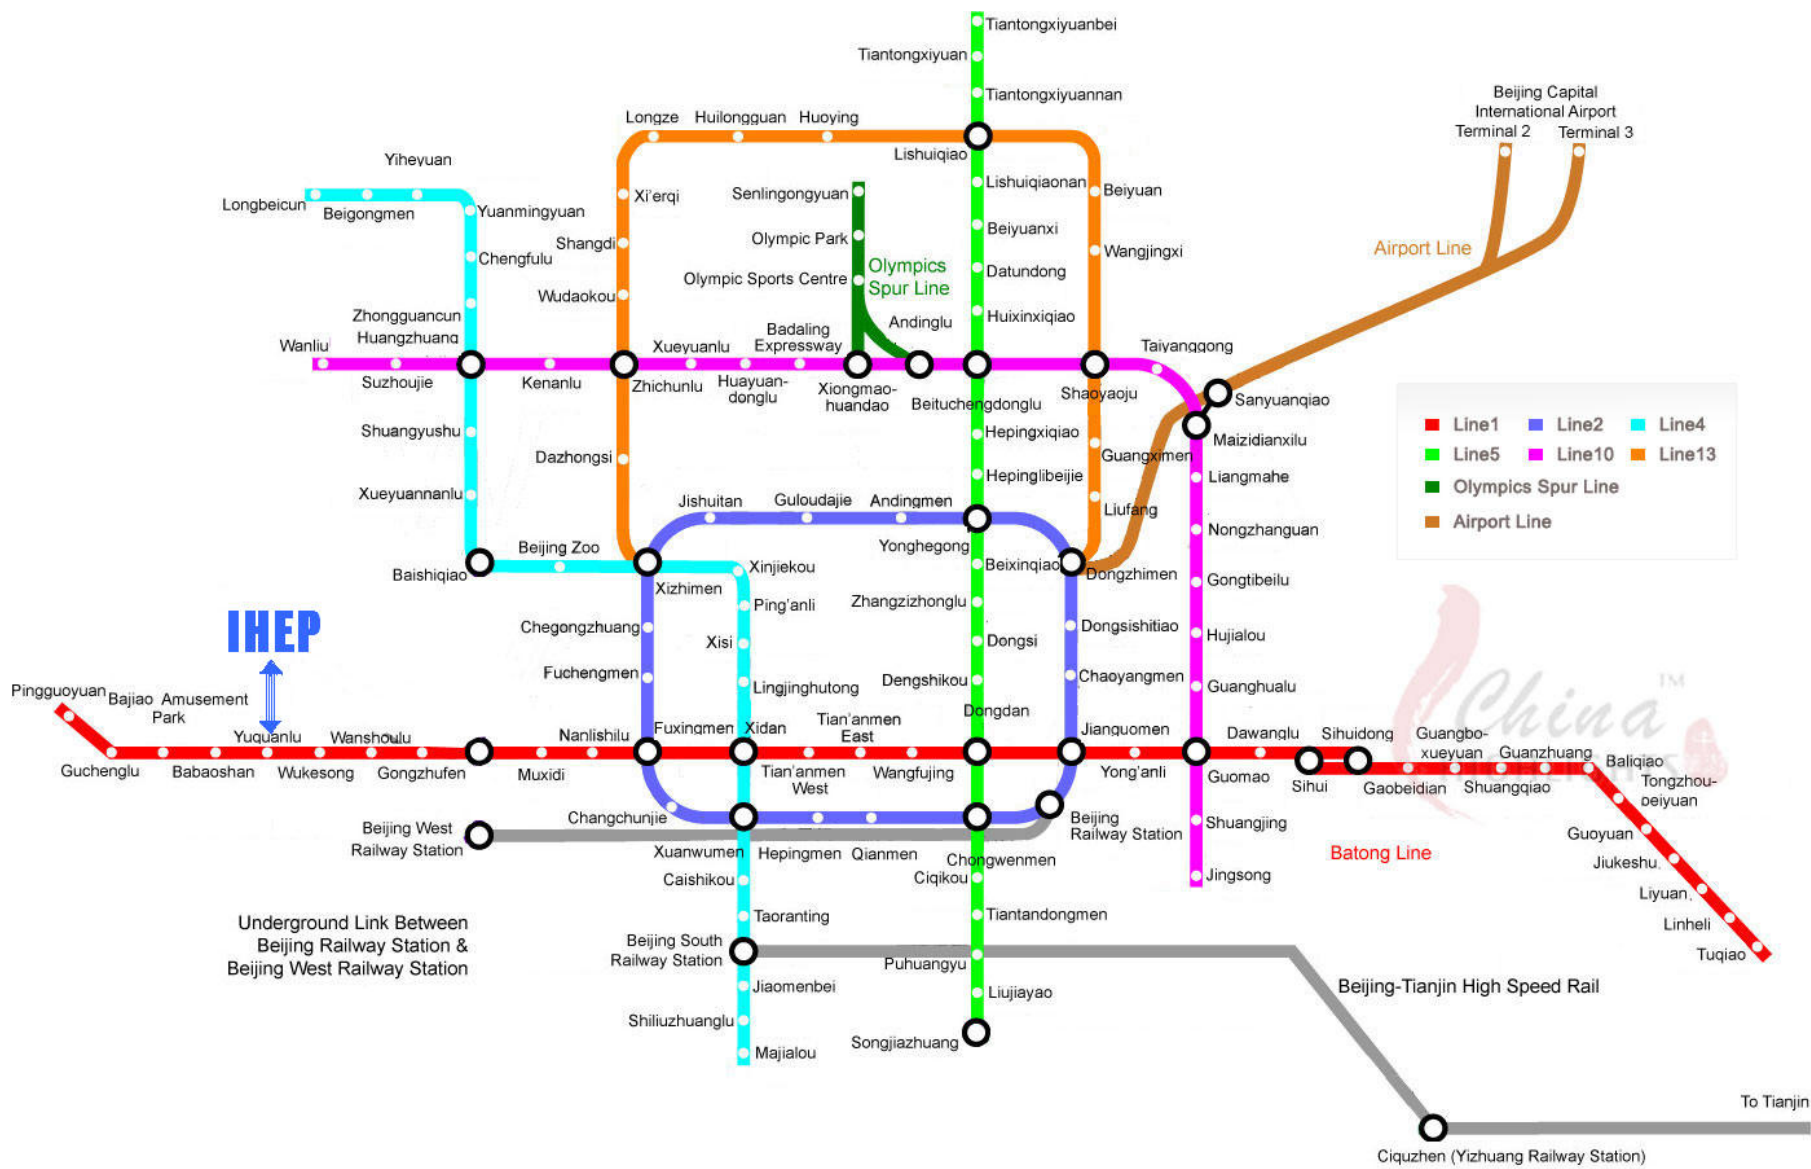 Tiantongxiyuanbei
Tiantongxiyuan
Tiantongxiyuannan
Beijing Capital
International Airport
Terminal 2
Terminal 3
Longze
Huilongguan
Huoying
Lishuiqiao
Yiheyuan
Longbeicun
Beigongmen
Yuanmingyuan
Xi'erqi
Senlingongyuan
Lishuiqiaonan
Beiyuan
Chengfulu
Shangdi
Olympic Park
Beiyuanxi
Wangjingxi
Airport Line
Wudaokou
Olympic Sports Centre
Olympics
Spur Line
Datundong
Zhongguancun
Huangzhuang
Badaling
Expressway
Andinglu
Huixinxiqiao
Wanliu
Xueyuanlu
Taiyanggong
Suzhoujie
Kenanlu
Zhichunlu
Huayuan-
donglu
Xiongmao-
huandao
Beituchengdonglu
Shaoyaoju
Sanyuanqiao
Shuangyushu
Hepingxiqiao
Maizidianxilu
Line1
Line2
Line4
Line5
Line10
Line13
Olympics Spur Line
Airport Line
Dazhongsi
Guangximen
Hepinglibeijie
Liangmahe
Xueyuannanlu
Jishuitan
Guloudajie
Andingmen
Liufang
Nongzhanguan
Beijing Zoo
Yonghegong
Baishiqiao
Xizhimen
Xinjiekou
Beixinqiao
Dongzhimen
Gongtibeilu
Ping'anli
Zhangzizhonglu
IHEP
Chegongzhuang
Xisi
Dongsi
Dongsishitiao
Hujialou
Fuchengmen
Lingjinghutong
Dengshikou
Chaoyangmen
Guanghualu
China
TM
Pingguoyuan
Bajiao Amusement
Park
Yuquanlu
Wanshoulu
Nanlishilu
Fuxingmen
Xidan
Tian'anmen
East
Dongdan
Jianguomen
Dawanglu
Sihuidong
Guangbo-
xueyuan
Guanzhuang
Baliqiao
Guchenglu
Babaoshan
Wukesong
Gongzhufen
Muxidi
Tian'anmen
West
Wangfujing
Yong'anli
Guomao
Sihui
Gaobeidian
Shuangqiao
Tongzhou-
beiyuan
Changchunjie
Beijing West
Railway Station
Beijing
Railway Station
Shuangjing
Guoyuan
Xuanwumen
Hepingmen
Qianmen
Chongwenmen
Batong Line
Jiukeshu
Caishikou
Ciqikou
Jingsong
Liyuan
Underground Link Between
Beijing Railway Station &
Beijing West Railway Station
Taoranting
Tiantandongmen
Linheli
Beijing South
Railway Station
Puhuangyu
Tuqiao
Jiaomenbei
Liujiayao
Beijing-Tianjin High Speed Rail
Shiliuzhuanglu
Songjiazhuang
Majialou
To Tianjin
Ciquzhen (Yizhuang Railway Station)